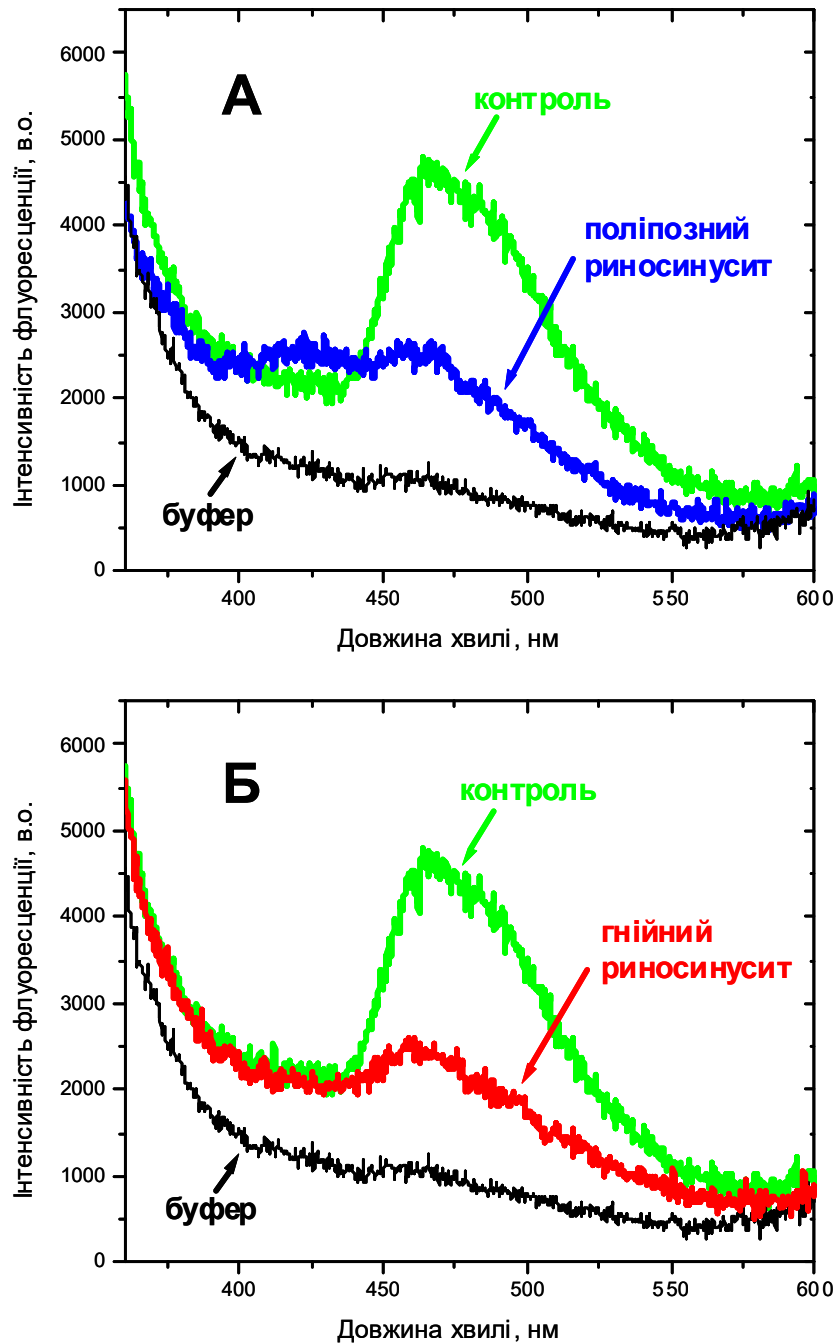 6000
А
контроль
5000
поліпозний
риносинусит
4000
3000
2000
1000
буфер
0
400 450 500 550 600
Інтенсивність флуоресценції, в.о.
Довжина хвилі, нм
6000
Б
контроль
5000
гнійний
риносинусит
4000
3000
2000
1000
буфер
0
400 450 500 550 600
Інтенсивність флуоресценції, в.о.
Довжина хвилі, нм